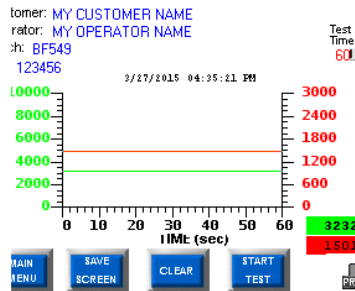 tomer: MY CUSTOMER NAME
rator: MY OPERATOR NAME
ch: BF549
123456
Test
Time
60
3/27/2015 04:35:21 PM
10000 3000
8000 2400
6000 1800
4000 1200
2000 600
0 0
0 10 20 30 40 50 60
TIME (sec)
3232
1501
MAIN MENU
SAVE SCREEN
CLEAR
START TEST
PR